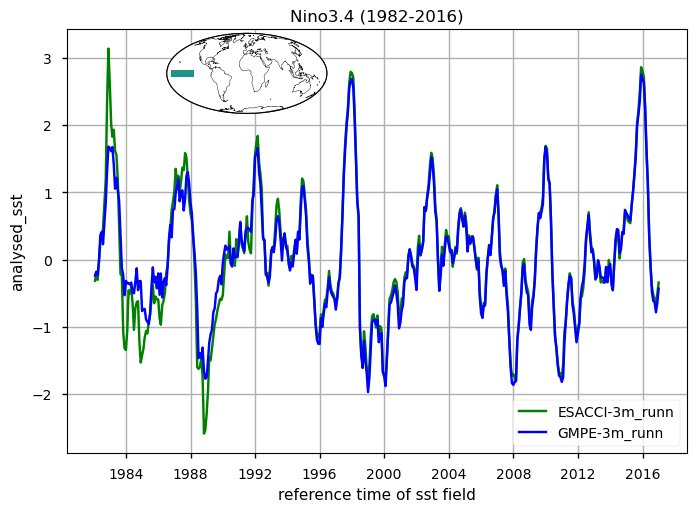 Nino3.4 (1982-2016)
3
2
1
0
−1
−2
analysed_sst
ESACCI-3m_runn
GMPE-3m_runn
1984 1988 1992 1996 2000 2004 2008 2012 2016
reference time of sst field